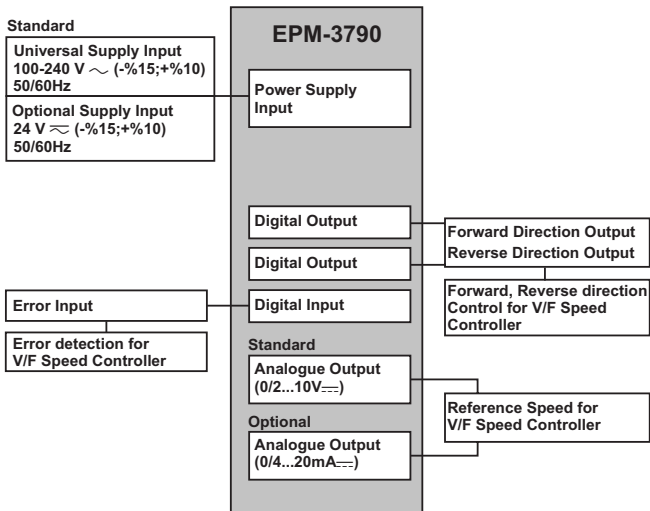 EPM-3790
Standard
Universal Supply Input
100-240 V ∼ (-%15;+%10)
50/60Hz
Optional Supply Input
24 V ⏦ (-%15;+%10)
50/60Hz
Power Supply
Input
Digital Output
Digital Output
Forward Direction Output
Reverse Direction Output
Forward, Reverse direction
Control for V/F Speed
Controller
Error Input
Error detection for
V/F Speed Controller
Digital Input
Standard
Analogue Output
(0/2...10V⎓)
Optional
Analogue Output
(0/4...20mA⎓)
Reference Speed for
V/F Speed Controller